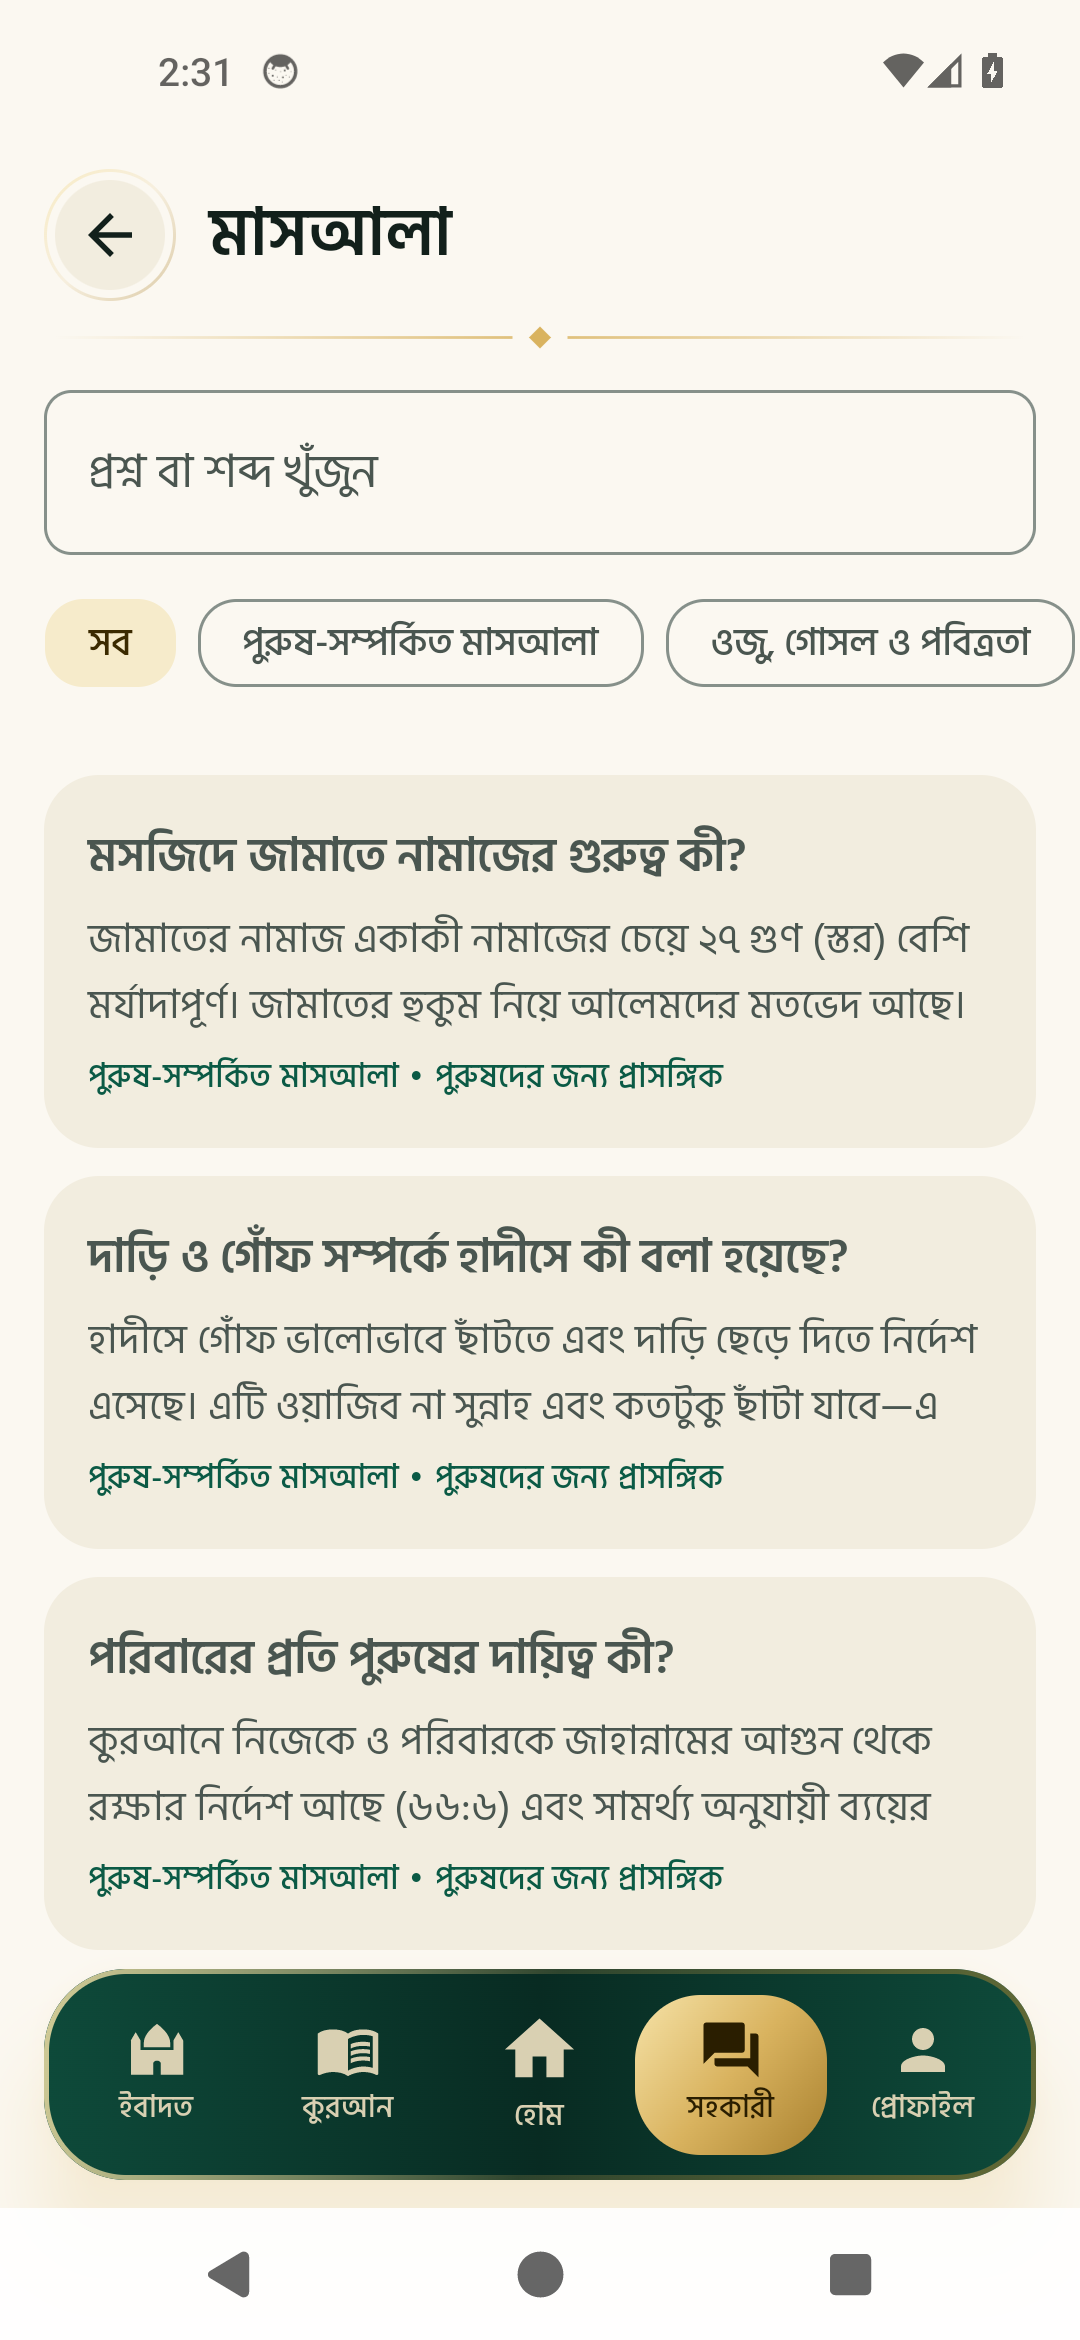 2:31
মাসআলা
প্রশ্ন বা শব্দ খুঁজুন
সব
পুরুষ-সম্পর্কিত মাসআলা
ওজু, গোসল ও পবিত্রতা
মসজিদে জামাতে নামাজের গুরুত্ব কী?
জামাতের নামাজ একাকী নামাজের চেয়ে ২৭ গুণ (স্তর) বেশি
মর্যাদাপূর্ণ। জামাতের হুকুম নিয়ে আলেমদের মতভেদ আছে।
পুরুষ-সম্পর্কিত মাসআলা • পুরুষদের জন্য প্রাসঙ্গিক
দাড়ি ও গোঁফ সম্পর্কে হাদীসে কী বলা হয়েছে?
হাদীসে গোঁফ ভালোভাবে ছাঁটতে এবং দাড়ি ছেড়ে দিতে নির্দেশ
এসেছে। এটি ওয়াজিব না সুন্নাহ এবং কতটুকু ছাঁটা যাবে—এ
পুরুষ-সম্পর্কিত মাসআলা • পুরুষদের জন্য প্রাসঙ্গিক
পরিবারের প্রতি পুরুষের দায়িত্ব কী?
কুরআনে নিজেকে ও পরিবারকে জাহান্নামের আগুন থেকে
রক্ষার নির্দেশ আছে (৬৬:৬) এবং সামর্থ্য অনুযায়ী ব্যয়ের
পুরুষ-সম্পর্কিত মাসআলা • পুরুষদের জন্য প্রাসঙ্গিক
ইবাদত
কুরআন
হোম
সহকারী
প্রোফাইল